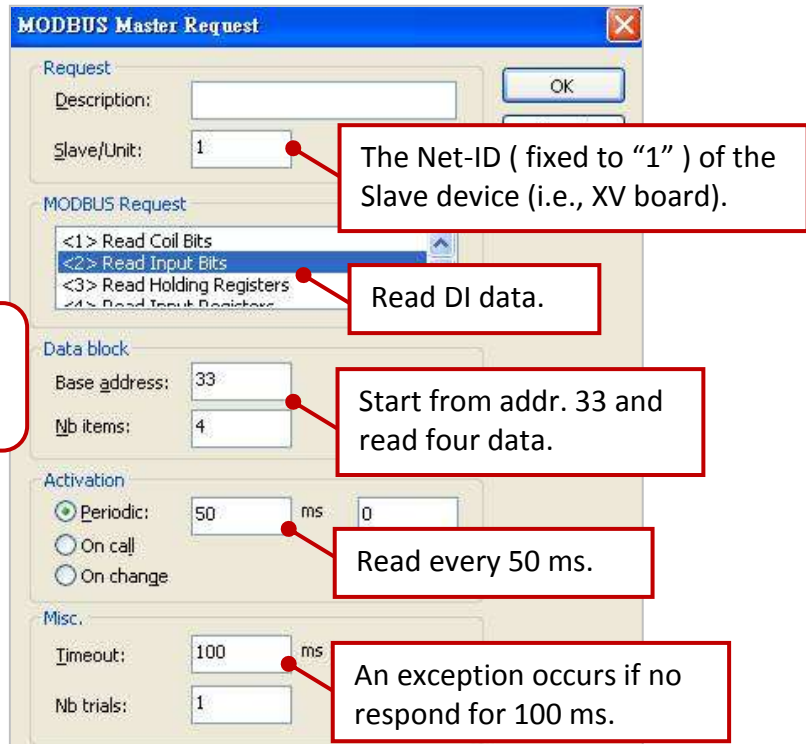 MODBUS Master Request
Request
Description:
OK
Slave/Unit:
1
The Net-ID ( fixed to “1” ) of the
Slave device (i.e., XV board).
MODBUS Request
<1> Read Coil Bits
<2> Read Input Bits
<3> Read Holding Registers
<4> Read Input Registers
Read DI data.
Data block
Base address:
33
Nb items:
4
Start from addr. 33 and
read four data.
Activation
Periodic:
50
ms
0
On call
On change
Read every 50 ms.
Misc.
Timeout:
100
ms
Nb trials:
1
An exception occurs if no
respond for 100 ms.